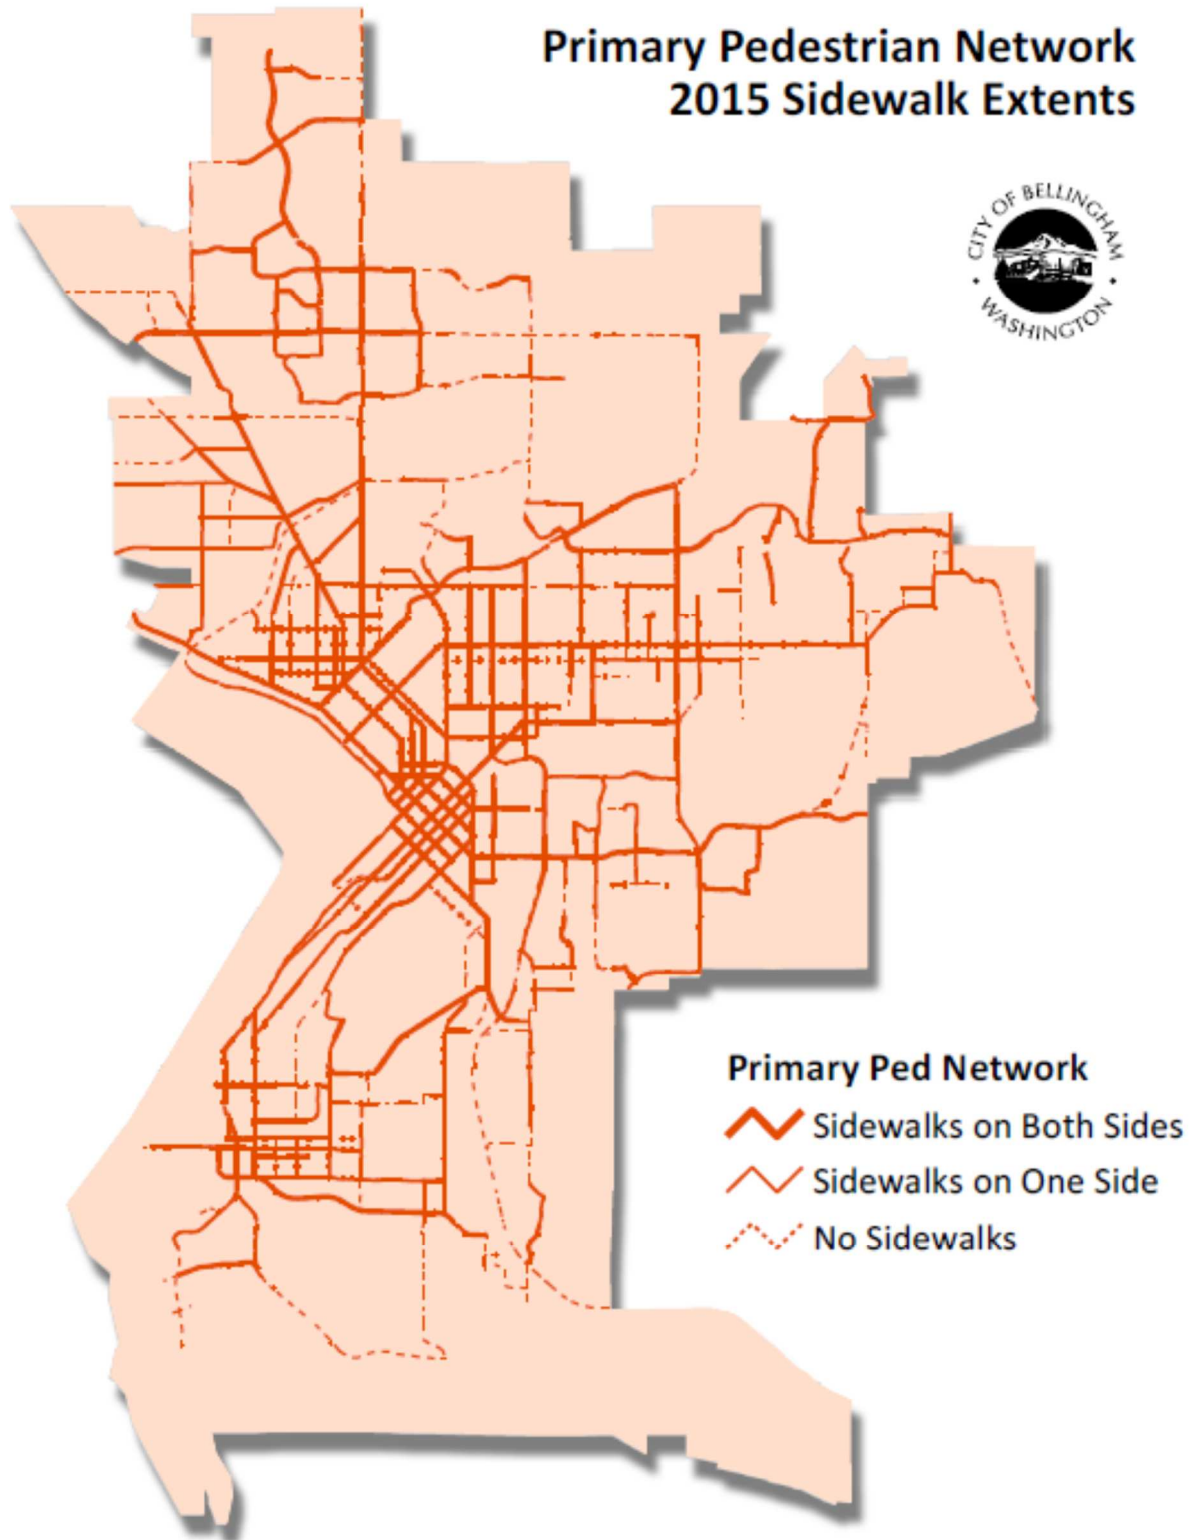 Primary Pedestrian Network
2015 Sidewalk Extents
CITY OF BELLINGHAM
WASHINGTON
Primary Ped Network
Sidewalks on Both Sides
Sidewalks on One Side
No Sidewalks